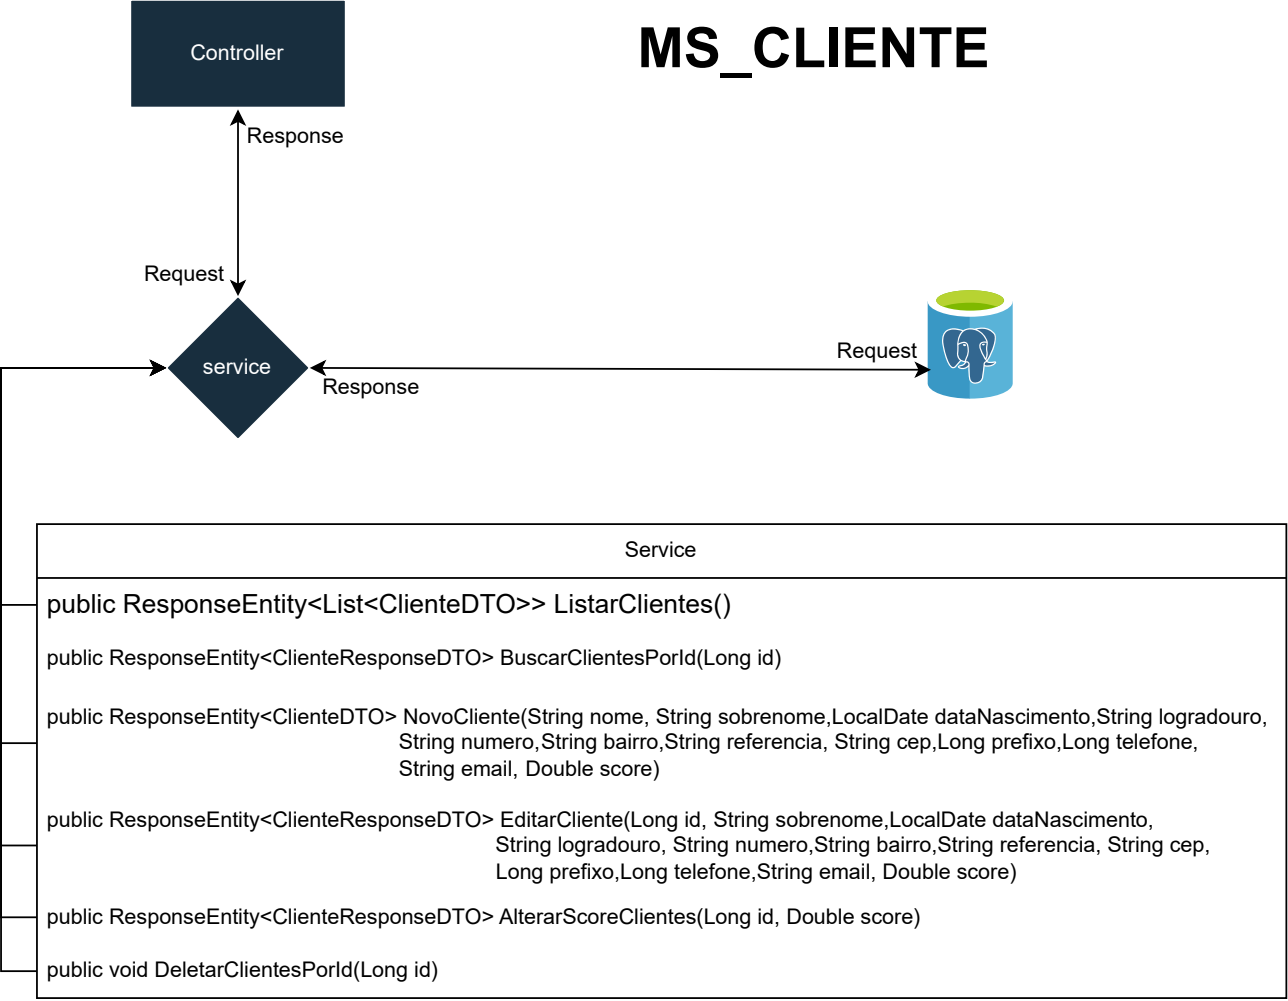 MS_CLIENTE
Controller
Response
Request
service
Response
Request
Service
public ResponseEntity<List<ClienteDTO>> ListarClientes()
public ResponseEntity<ClienteResponseDTO> BuscarClientesPorId(Long id)
public ResponseEntity<ClienteDTO> NovoCliente(String nome, String sobrenome,LocalDate dataNascimento,String logradouro,
String numero,String bairro,String referencia, String cep,Long prefixo,Long telefone,
String email, Double score)
public ResponseEntity<ClienteResponseDTO> EditarCliente(Long id, String sobrenome,LocalDate dataNascimento,
String logradouro, String numero,String bairro,String referencia, String cep,
Long prefixo,Long telefone,String email, Double score)
public ResponseEntity<ClienteResponseDTO> AlterarScoreClientes(Long id, Double score)
public void DeletarClientesPorId(Long id)